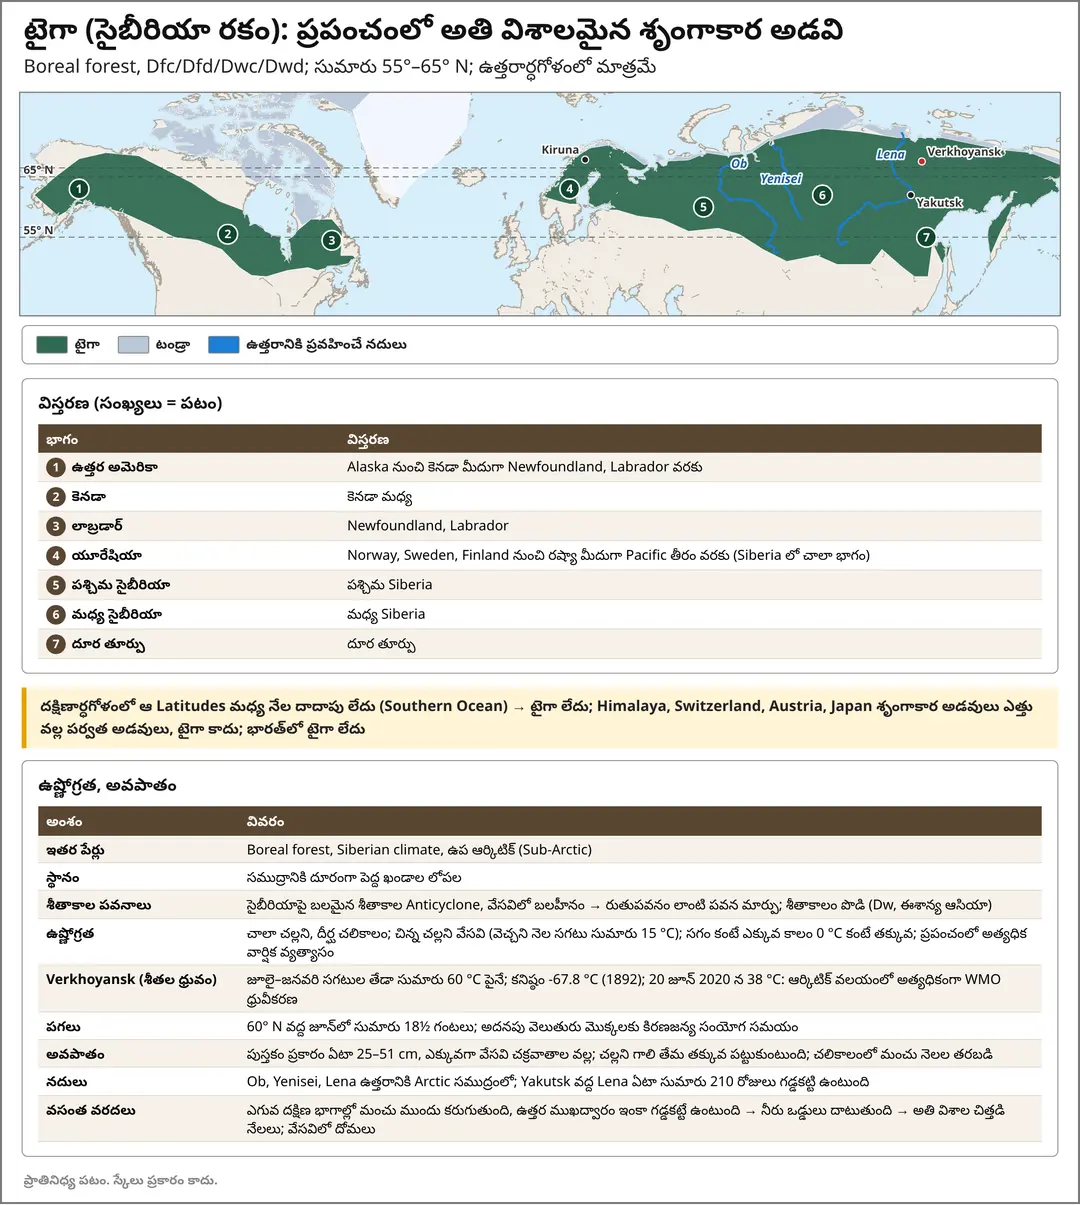 టైగా (సైబీరియా రకం): ప్రపంచంలో అతి విశాలమైన శృంగాకార అడవి
Boreal forest, Dfc/Dfd/Dwc/Dwd; సుమారు 55°–65° N; ఉత్తరార్ధగోళంలో మాత్రమే
65° N
55° N
1
2
3
Kiruna
4
5
Ob
Yenisei
6
Lena
Verkhoyansk
Yakutsk
7
టైగా
టండ్రా
ఉత్తరానికి ప్రవహించే నదులు
విస్తరణ (సంఖ్యలు = పటం)
భాగం విస్తరణ
1 ఉత్తర అమెరికా Alaska నుంచి కెనడా మీదుగా Newfoundland, Labrador వరకు
2 కెనడా కెనడా మధ్య
3 లాబ్రడార్ Newfoundland, Labrador
4 యూరేషియా Norway, Sweden, Finland నుంచి రష్యా మీదుగా Pacific తీరం వరకు (Siberia లో చాలా భాగం)
5 పశ్చిమ సైబీరియా పశ్చిమ Siberia
6 మధ్య సైబీరియా మధ్య Siberia
7 దూర తూర్పు దూర తూర్పు
దక్షిణార్ధగోళంలో ఆ Latitudes మధ్య నేల దాదాపు లేదు (Southern Ocean) → టైగా లేదు; Himalaya, Switzerland, Austria, Japan శృంగాకార అడవులు ఎత్తు
వల్ల పర్వత అడవులు, టైగా కాదు; భారత్‌లో టైగా లేదు
ఉష్ణోగ్రత, అవపాతం
అంశం వివరం
ఇతర పేర్లు Boreal forest, Siberian climate, ఉప ఆర్కిటిక్ (Sub-Arctic)
స్థానం సముద్రానికి దూరంగా పెద్ద ఖండాల లోపల
శీతాకాల పవనాలు సైబీరియాపై బలమైన శీతాకాల Anticyclone, వేసవిలో బలహీనం → రుతుపవనం లాంటి పవన మార్పు; శీతాకాలం పొడి (Dw, ఈశాన్య ఆసియా)
ఉష్ణోగ్రత చాలా చల్లని, దీర్ఘ చలికాలం; చిన్న చల్లని వేసవి (వెచ్చని నెల సగటు సుమారు 15 °C); సగం కంటే ఎక్కువ కాలం 0 °C కంటే తక్కువ; ప్రపంచంలో అత్యధిక
వార్షిక వ్యత్యాసం
Verkhoyansk (శీతల ధ్రువం) జూలై–జనవరి సగటుల తేడా సుమారు 60 °C పైనే; కనిష్ఠం -67.8 °C (1892); 20 జూన్ 2020 న 38 °C: ఆర్కిటిక్ వలయంలో అత్యధికంగా WMO
ధ్రువీకరణ
పగలు 60° N వద్ద జూన్‌లో సుమారు 18½ గంటలు; అదనపు వెలుతురు మొక్కలకు కిరణజన్య సంయోగ సమయం
అవపాతం పుస్తకం ప్రకారం ఏటా 25–51 cm, ఎక్కువగా వేసవి చక్రవాతాల వల్ల; చల్లని గాలి తేమ తక్కువ పట్టుకుంటుంది; చలికాలంలో మంచు నెలల తరబడి
నదులు Ob, Yenisei, Lena ఉత్తరానికి Arctic సముద్రంలో; Yakutsk వద్ద Lena ఏటా సుమారు 210 రోజులు గడ్డకట్టి ఉంటుంది
వసంత వరదలు ఎగువ దక్షిణ భాగాల్లో మంచు ముందు కరుగుతుంది, ఉత్తర ముఖద్వారం ఇంకా గడ్డకట్టే ఉంటుంది → నీరు ఒడ్డులు దాటుతుంది → అతి విశాల చిత్తడి
నేలలు; వేసవిలో దోమలు
ప్రాతినిధ్య పటం. స్కేలు ప్రకారం కాదు.